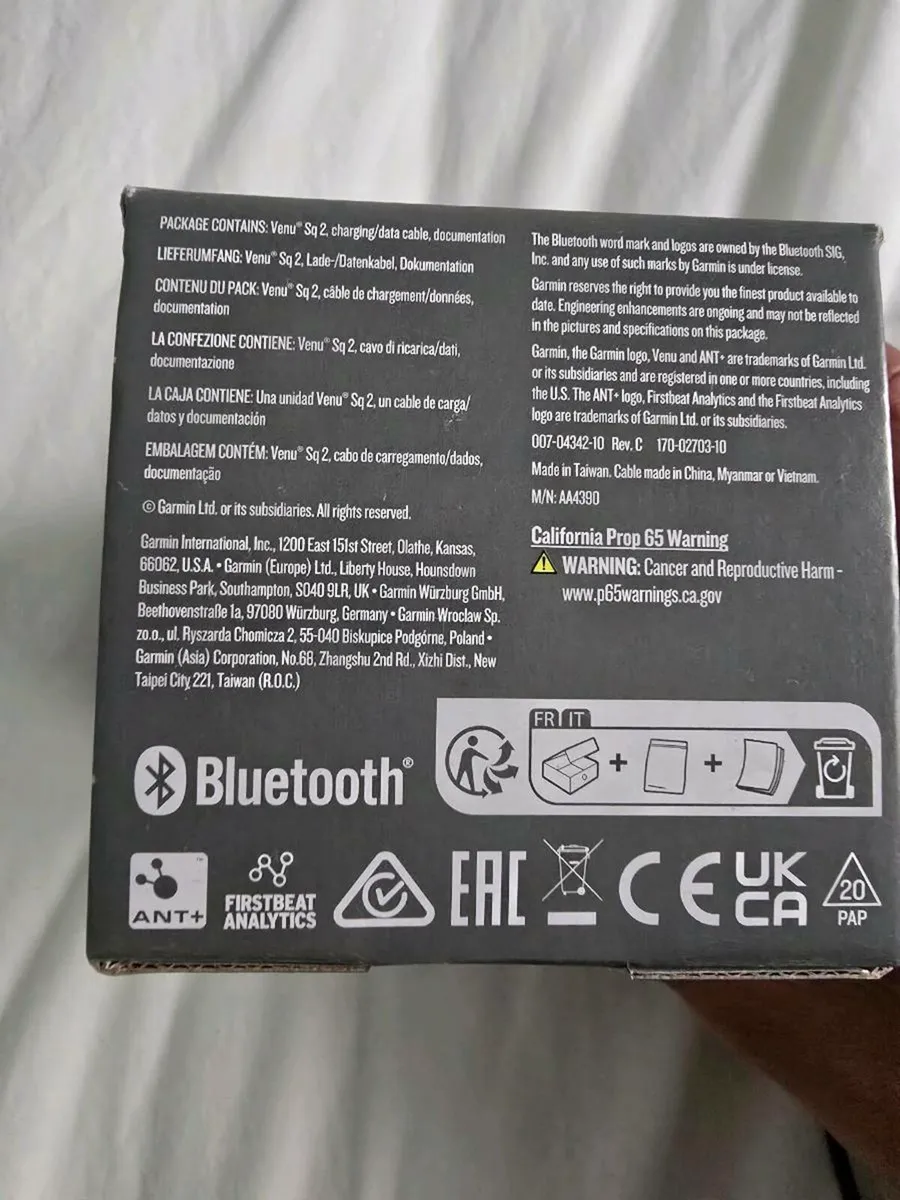 PACKAGE CONTAINS: Venu® Sq 2, charging/data cable, documentation
LIEFERUMFANG: Venu® Sq 2, Lade-/Datenkabel, Dokumentation
CONTENU DU PACK: Venu® Sq 2, câble de chargement/données,
documentation
LA CONFEZIONE CONTIENE: Venu® Sq 2, cavo di ricarica/dati,
documentazione
LA CAJA CONTIENE: Una unidad Venu® Sq 2, un cable de carga/
datos y documentación
EMBALAGEM CONTÉM: Venu® Sq 2, cabo de carregamento/dados,
documentação
© Garmin Ltd. or its subsidiaries. All rights reserved.
Garmin International, Inc., 1200 East 151st Street, Olathe, Kansas,
66062, U.S.A. • Garmin (Europe) Ltd., Liberty House, Hounsdown
Business Park, Southampton, SO40 9LR, UK • Garmin Würzburg GmbH,
Beethovenstraße 1a, 97080 Würzburg, Germany • Garmin Wroclaw Sp.
zo.o., ul. Ryszarda Chomicza 2, 55-040 Biskupice Podgórne, Poland •
Garmin (Asia) Corporation, No.68, Zhangshu 2nd Rd., Xizhi Dist., New
Taipei City, 221, Taiwan (R.O.C.)
The Bluetooth word mark and logos are owned by the Bluetooth SIG,
Inc. and any use of such marks by Garmin is under license.
Garmin reserves the right to provide you the finest product available to
date. Engineering enhancements are ongoing and may not be reflected
in the pictures and specifications on this package.
Garmin, the Garmin logo, Venu and ANT+ are trademarks of Garmin Ltd.
or its subsidiaries and are registered in one or more countries, including
the U.S. The ANT+ logo, Firstbeat Analytics and the Firstbeat Analytics
logo are trademarks of Garmin Ltd. or its subsidiaries.
007-04342-10 Rev. C 170-02703-10
Made in Taiwan. Cable made in China, Myanmar or Vietnam.
M/N: AA4390
California Prop 65 Warning
WARNING: Cancer and Reproductive Harm -
www.p65warnings.ca.gov
FR IT
+ +
Bluetooth®
ANT+™
FIRSTBEAT
ANALYTICS
EAC
CE
UK
CA
20
PAP